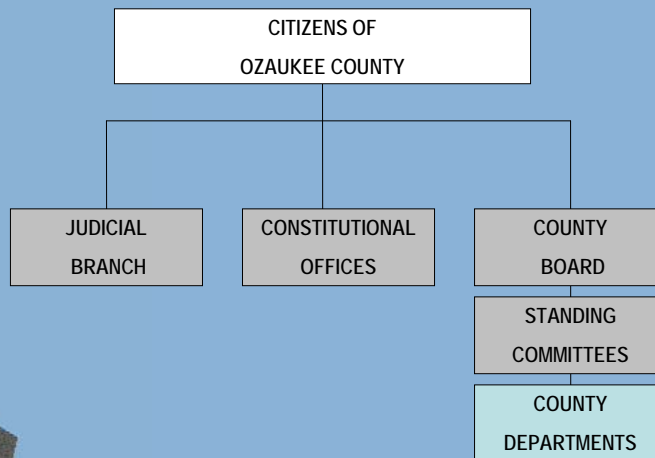 CITIZENS OF
OZAUKEE COUNTY
JUDICIAL
BRANCH
CONSTITUTIONAL
OFFICES
COUNTY
BOARD
STANDING
COMMITTEES
COUNTY
DEPARTMENTS